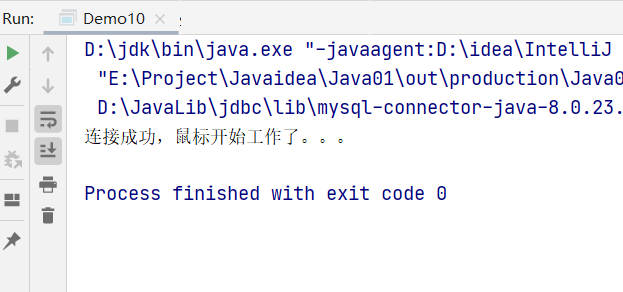 Run: Demo10
D:\jdk\bin\java.exe "-javaagent:D:\idea\IntelliJ
"E:\Project\Javaidea\Java01\out\production\Java0
D:\JavaLib\jdbc\lib\mysql-connector-java-8.0.23.
连接成功，鼠标开始工作了。。。
Process finished with exit code 0